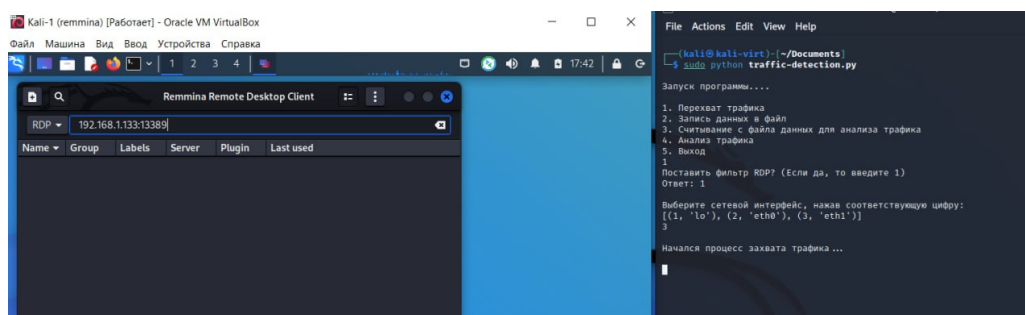 Kali-1 (remmina) [Работает] - Oracle VM VirtualBox
Файл Машина Вид Ввод Устройства Справка
1 2 3 4 17:42
Remmina Remote Desktop Client
RDP 192.168.1.133:13389
Name Group Labels Server Plugin Last used
File Actions Edit View Help
(kali㉿kali-virt)-[~/Documents]
$ sudo python traffic-detection.py
Запуск программы....
1. Перехват трафика
2. Запись данных в файл
3. Считывание с файла данных для анализа трафика
4. Анализ трафика
5. Выход
1
Поставить фильтр RDP? (Если да, то введите 1)
Ответ: 1
Выберите сетевой интерфейс, нажав соответствующую цифру:
[(1, 'lo'), (2, 'eth0'), (3, 'eth1')]
3
Начался процесс захвата трафика...